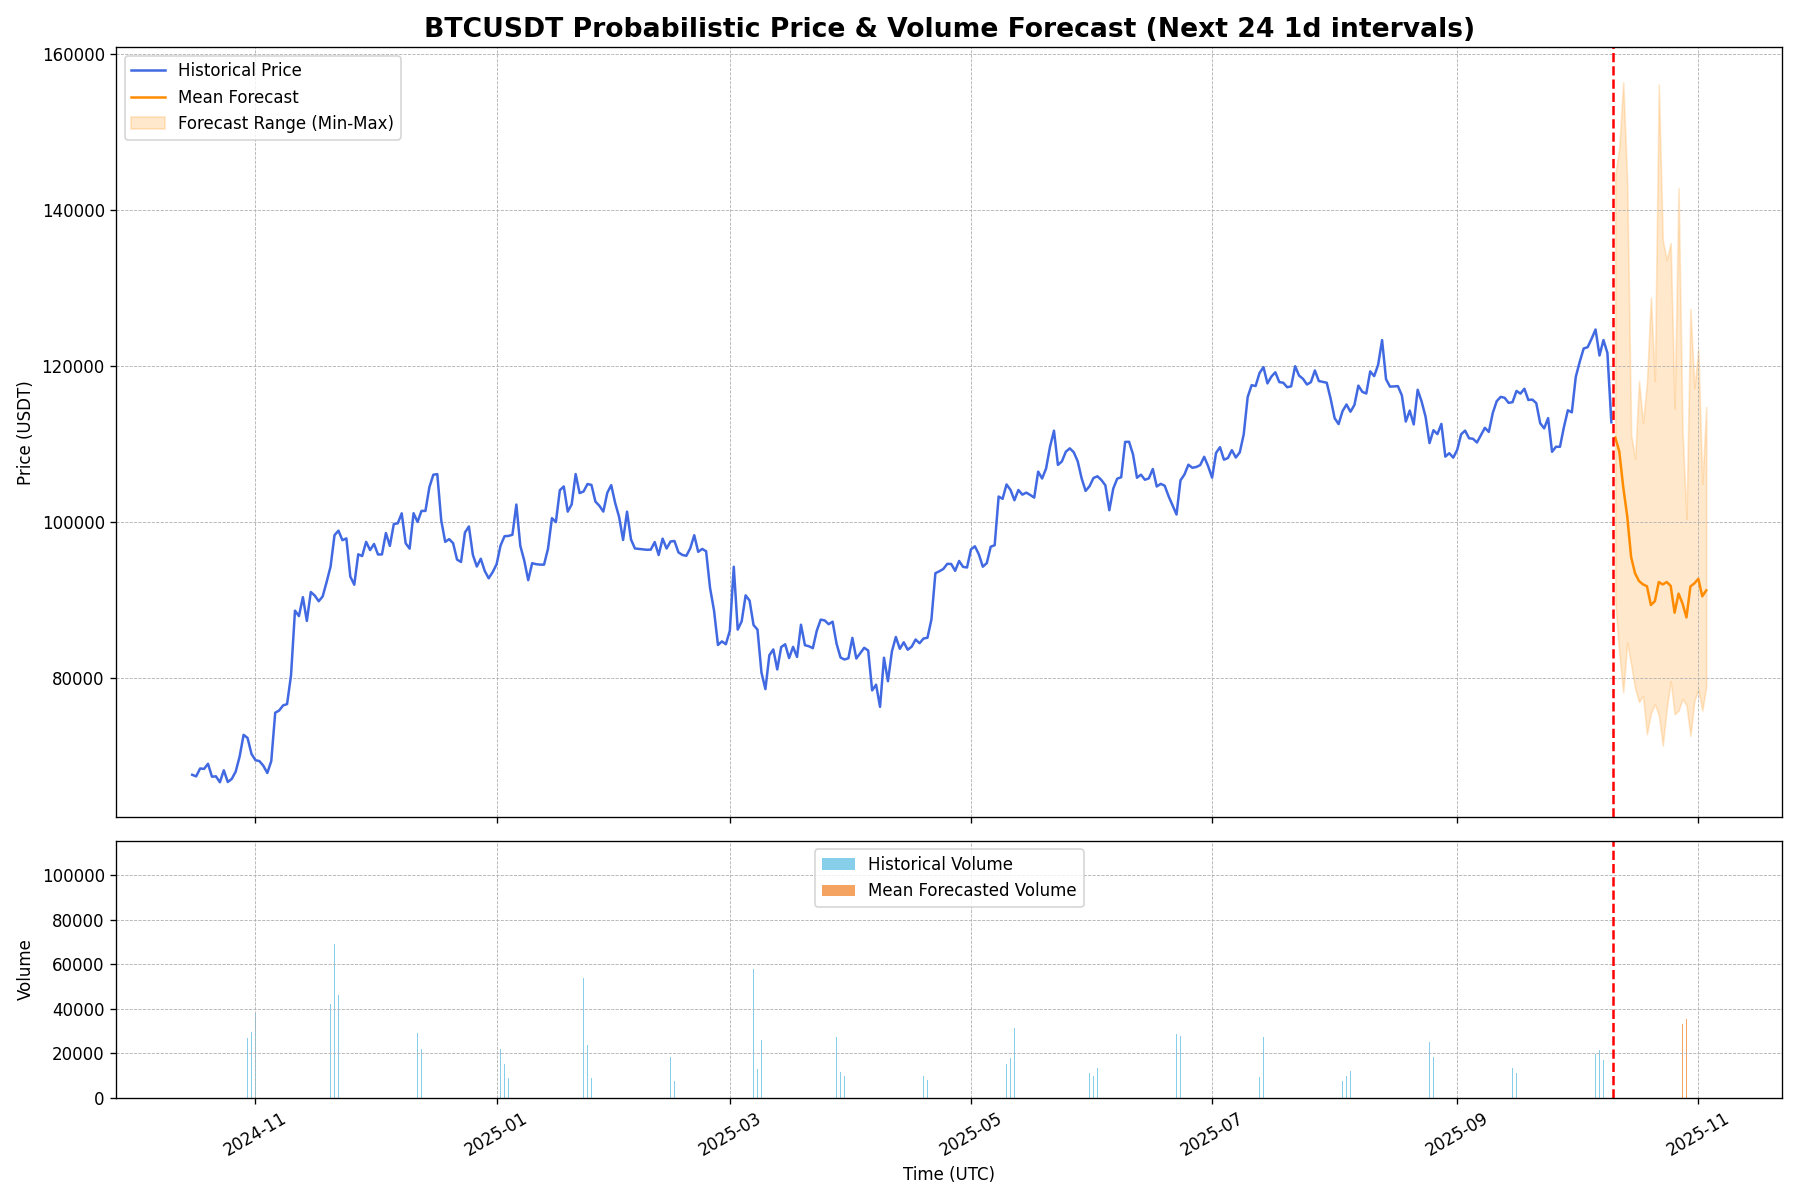 BTCUSDT Probabilistic Price & Volume Forecast (Next 24 1d intervals)
160000
140000
120000
100000
80000
Price (USDT)
Historical Price
Mean Forecast
Forecast Range (Min-Max)
100000
80000
60000
40000
20000
0
Volume
Historical Volume
Mean Forecasted Volume
2024-11
2025-01
2025-03
2025-05
2025-07
2025-09
2025-11
Time (UTC)